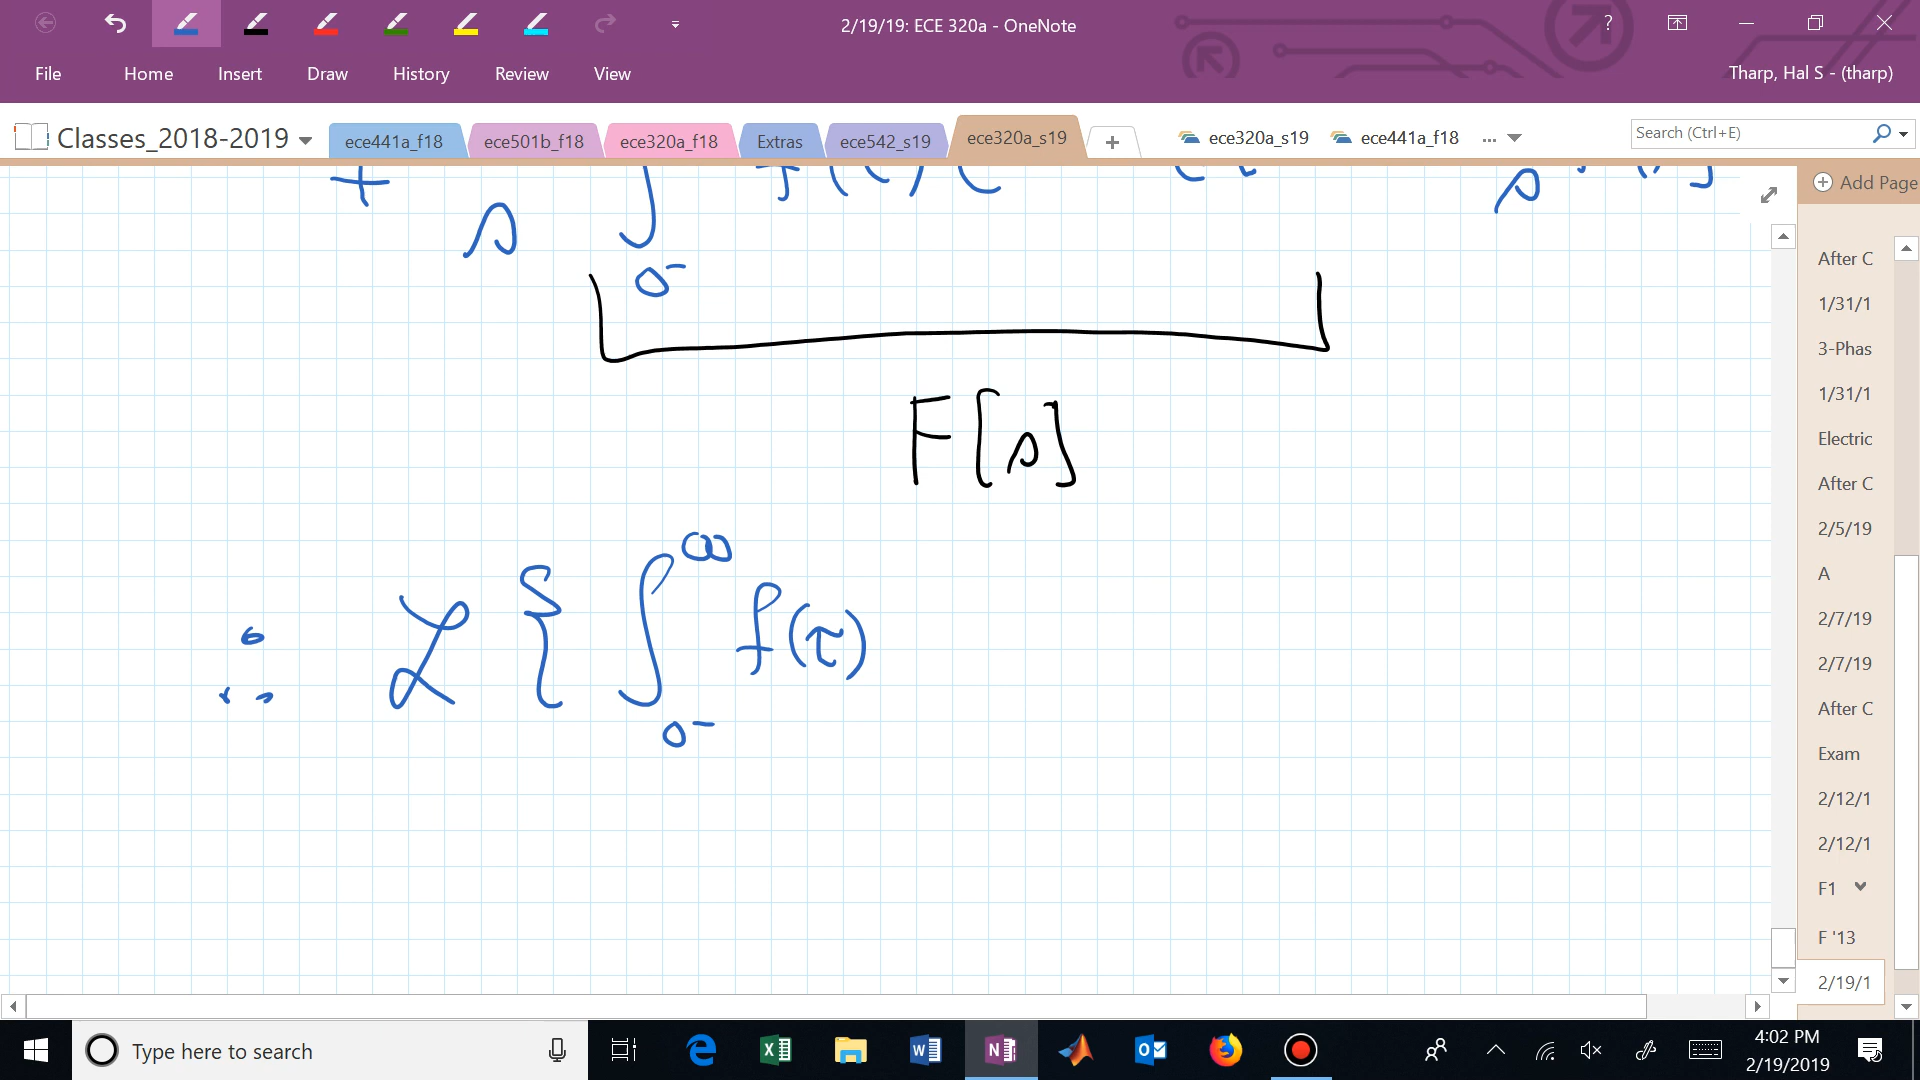 2/19/19: ECE 320a - OneNote
?
File Home Insert Draw History Review View
Tharp, Hal S - (tharp)
Classes_2018-2019
ece441a_f18 ece501b_f18 ece320a_f18 Extras ece542_s19 ece320a_s19 +
ece320a_s19 ece441a_f18 ...
Search (Ctrl+E)
Add Page
After C
1/31/1
3-Phas
1/31/1
Electric
After C
2/5/19
A
2/7/19
2/7/19
After C
Exam
2/12/1
2/12/1
F1
F '13
2/19/1
+ s ∫
0⁻
F[s]
∴ ℒ { ∫ ∞ 0⁻ f(τ)
Type here to search
4:02 PM
2/19/2019